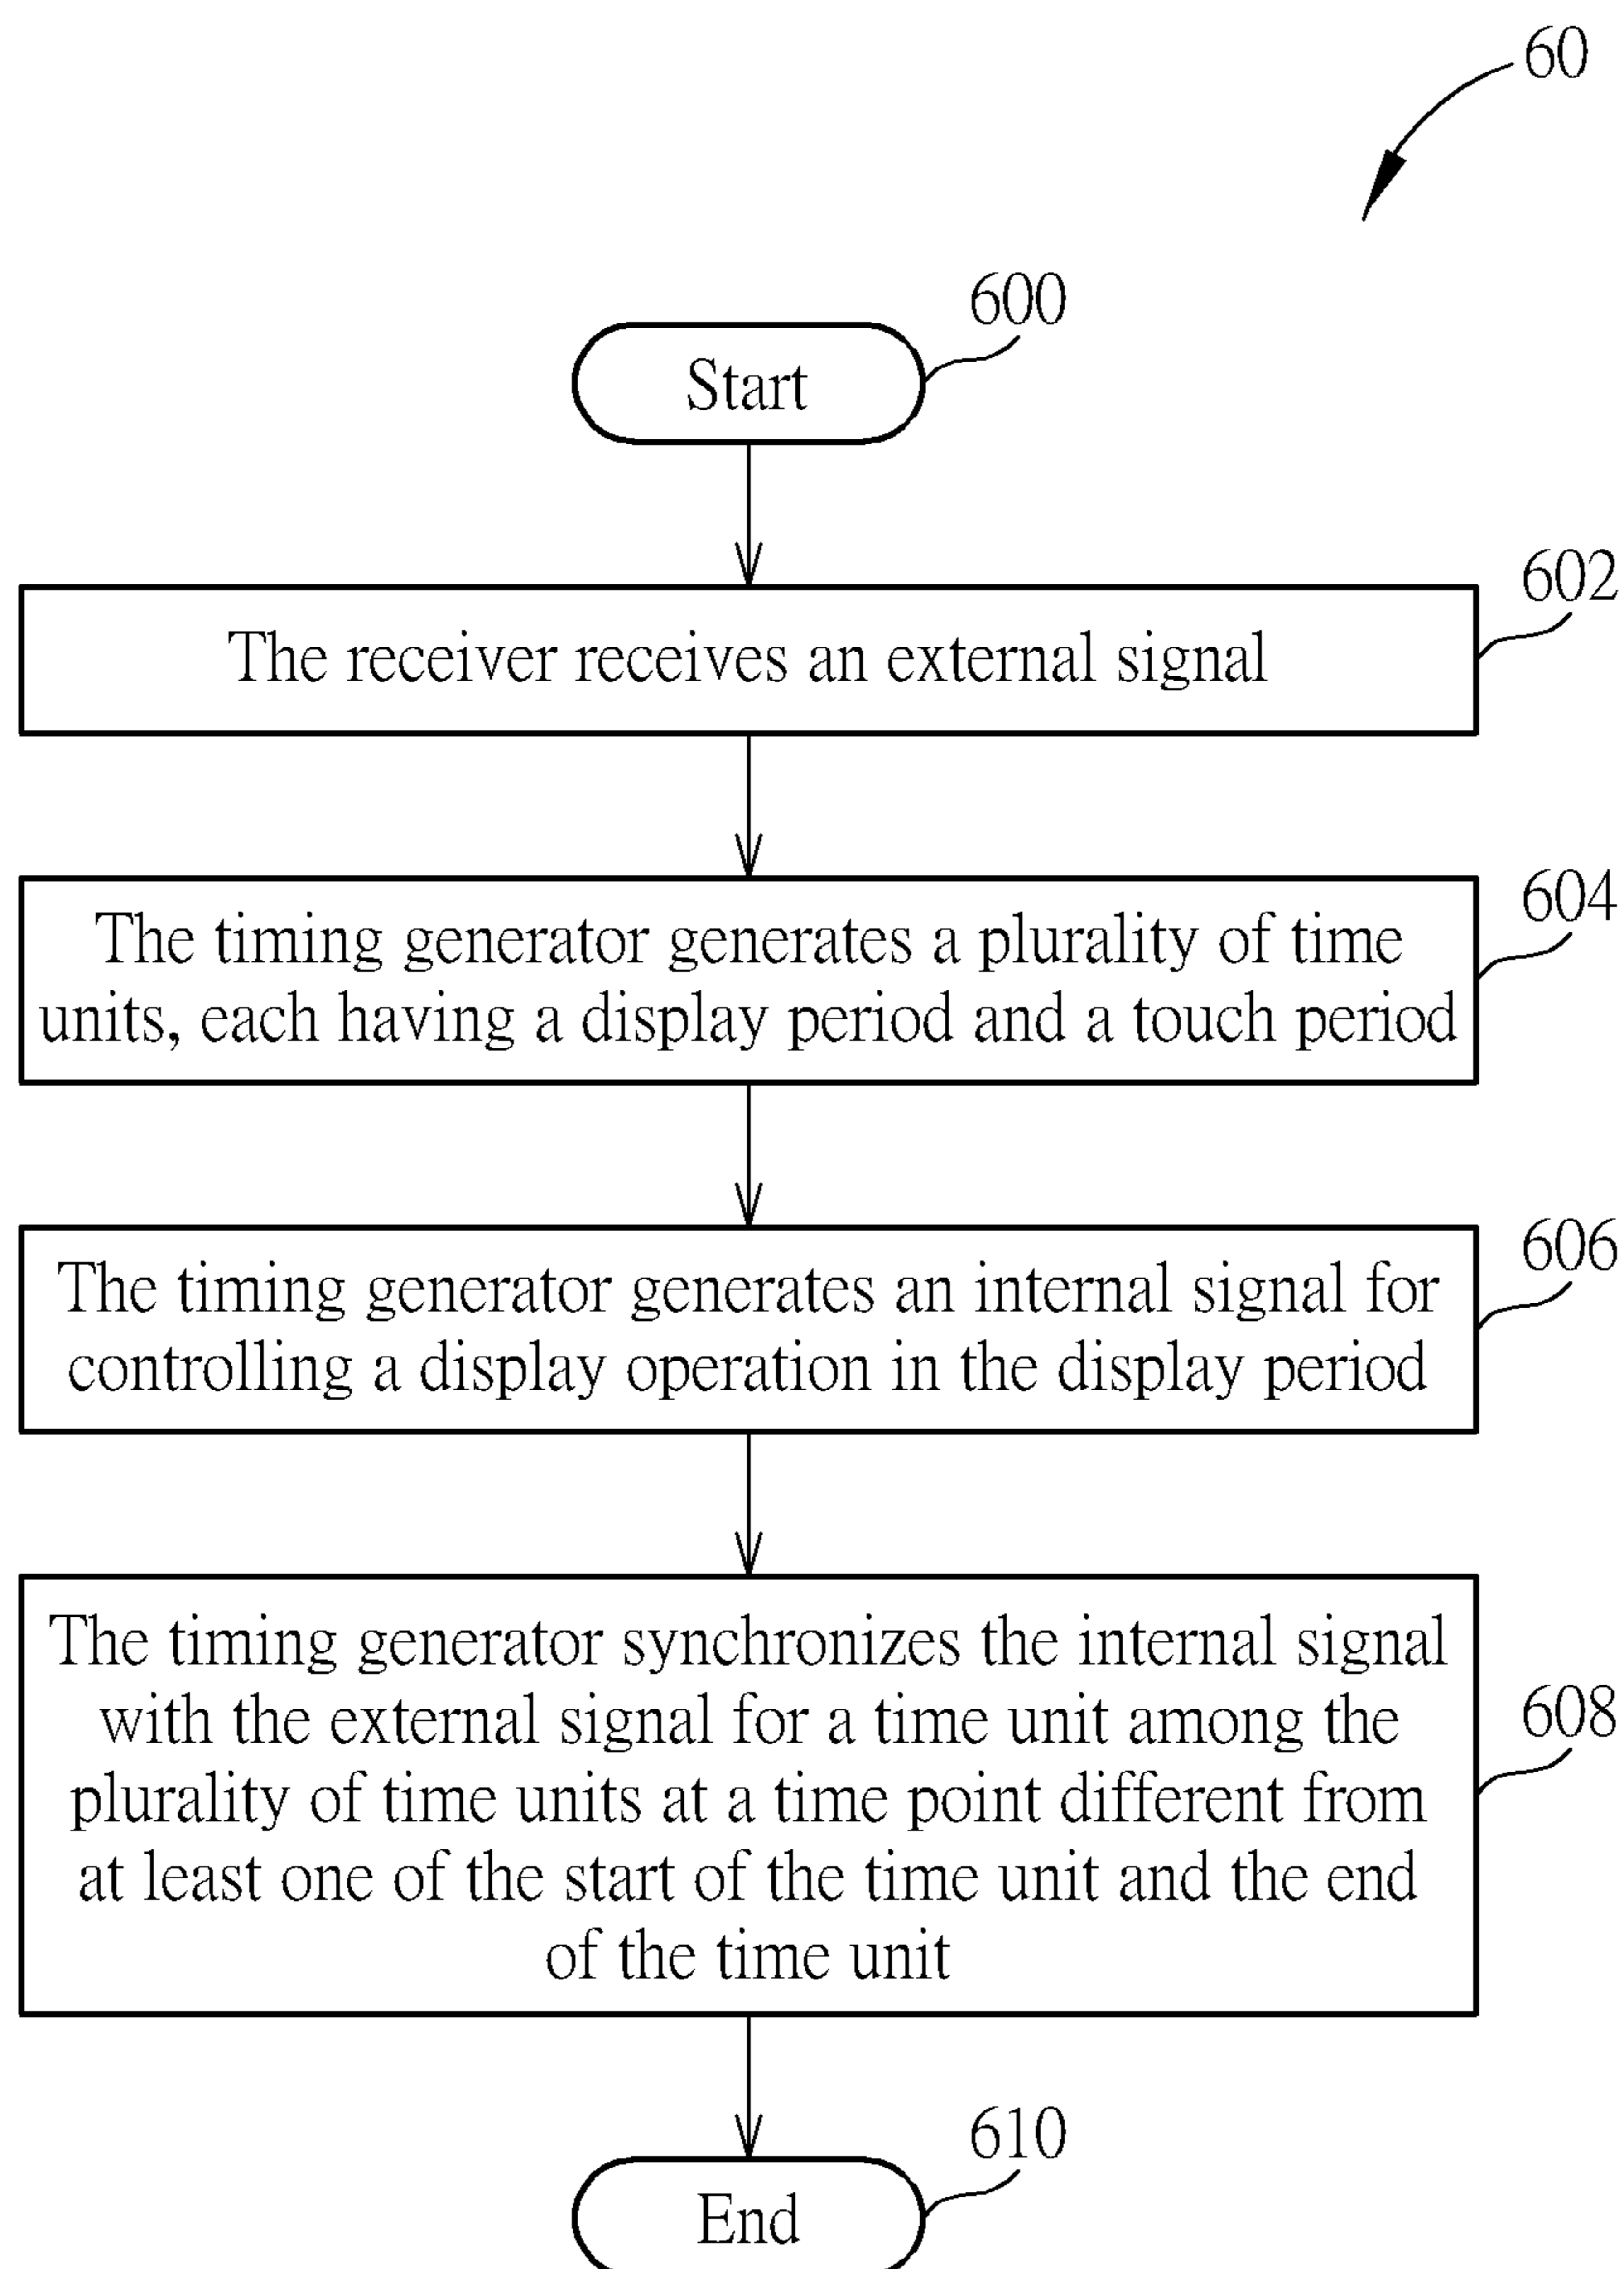 60
600
Start
602
The receiver receives an external signal
604
The timing generator generates a plurality of time
units, each having a display period and a touch period
606
The timing generator generates an internal signal for
controlling a display operation in the display period
The timing generator synchronizes the internal signal
with the external signal for a time unit among the
608
plurality of time units at a time point different from
at least one of the start of the time unit and the end
of the time unit
610
End